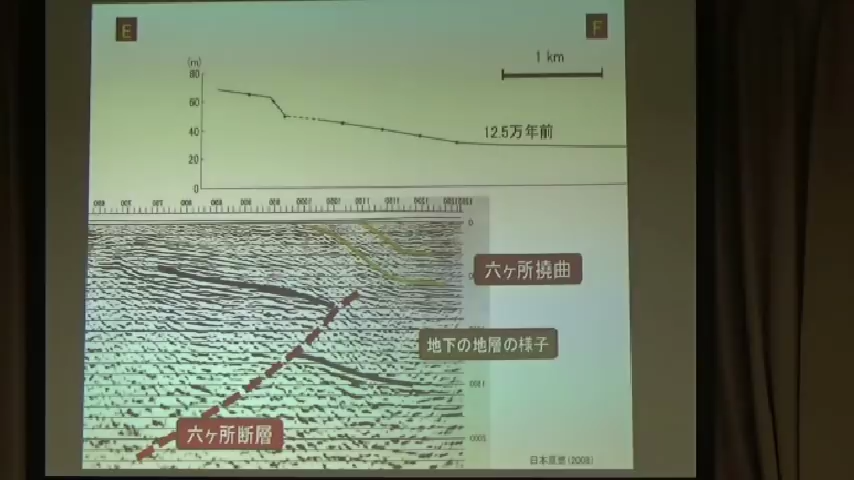 E
F
1 km
(m)
80
60
40
20
0
12.5万年前
0
六ヶ所撓曲
地下の地層の様子
六ヶ所断層
日本原燃(2008)